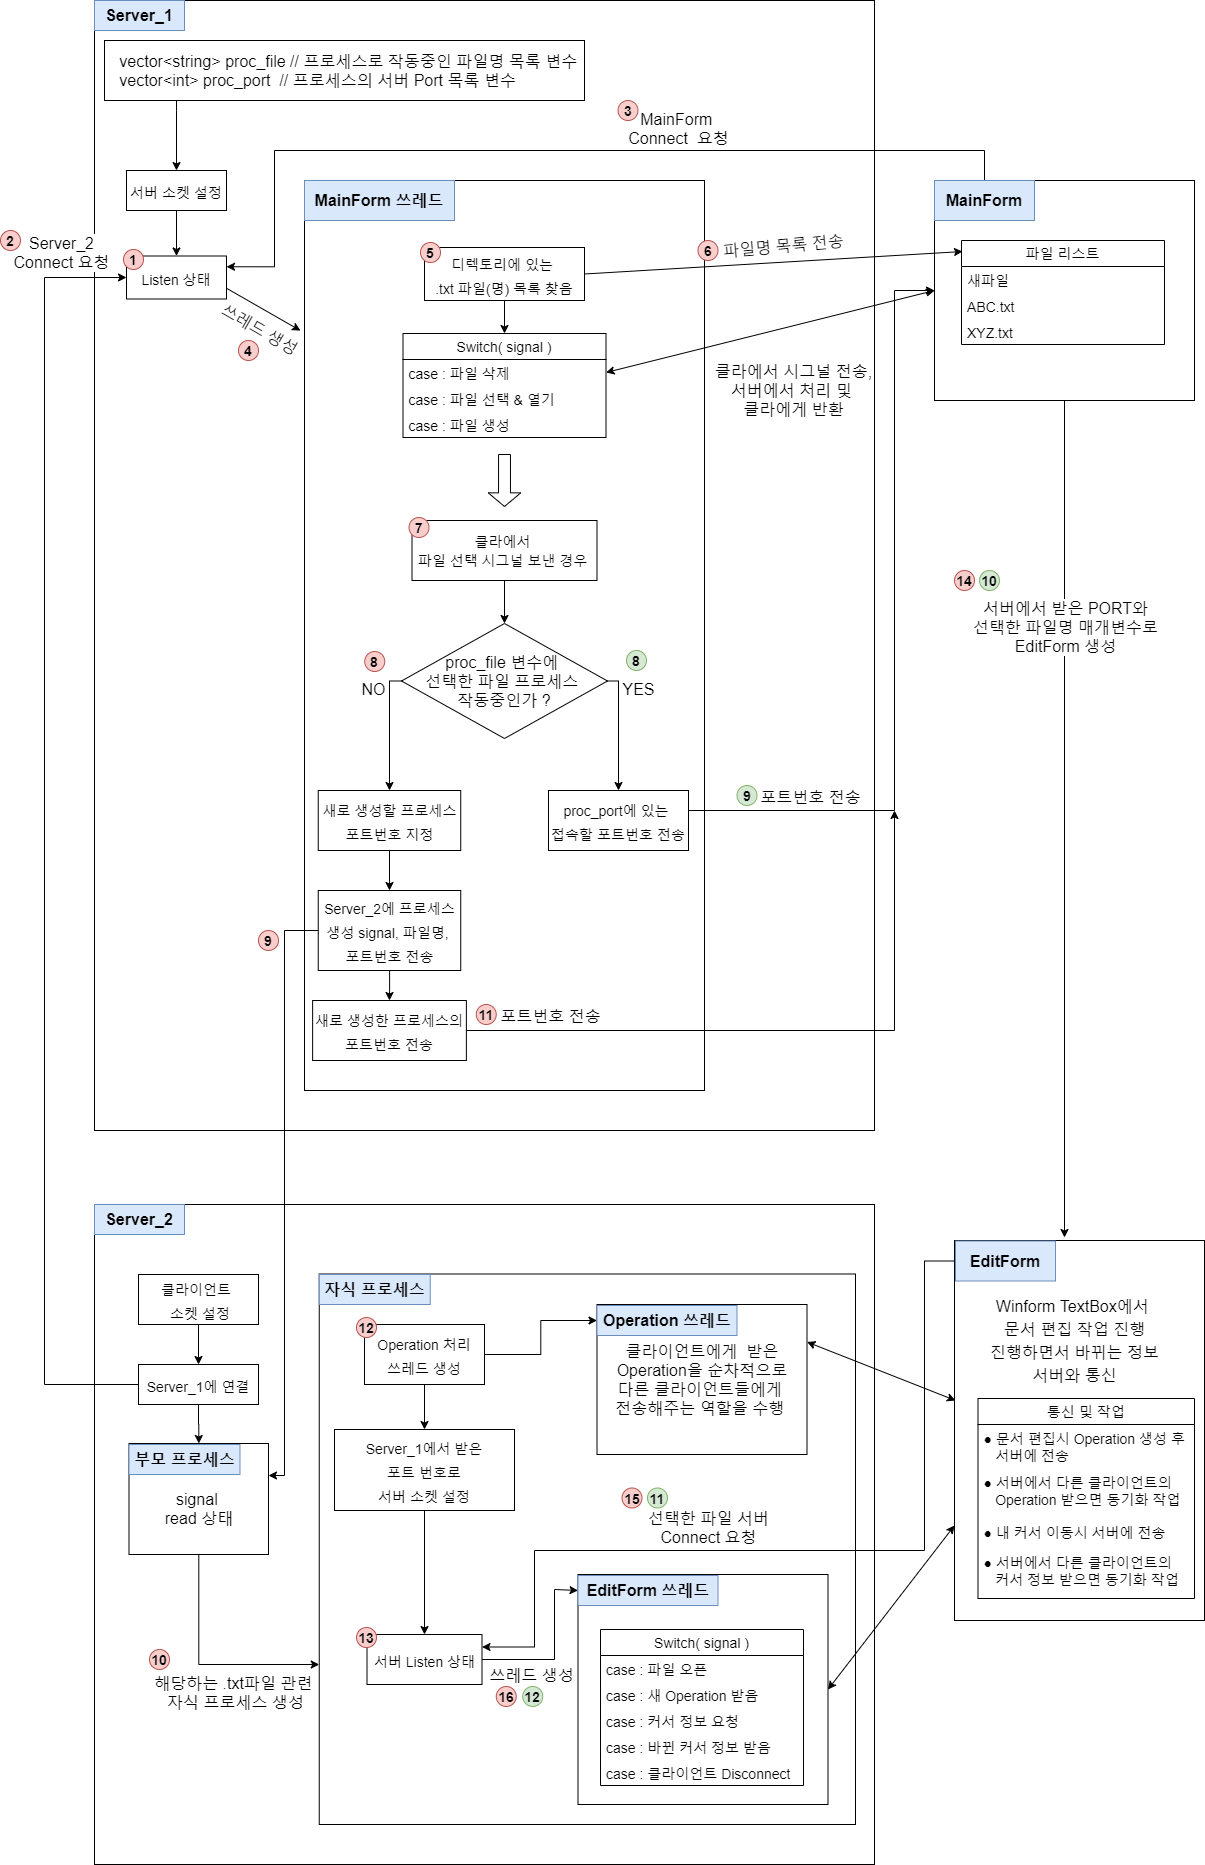 Server_1
vector<string> proc_file // 프로세스로 작동중인 파일명 목록 변수
vector<int> proc_port // 프로세스의 서버 Port 목록 변수
3
MainForm
Connect 요청
서버 소켓 설정
MainForm 쓰레드
MainForm
2
Server_2
Connect 요청
1
Listen 상태
쓰레드 생성
4
5
디렉토리에 있는
.txt 파일(명) 목록 찾음
6
파일명 목록 전송
파일 리스트
새파일
ABC.txt
XYZ.txt
Switch( signal )
case : 파일 삭제
case : 파일 선택 & 열기
case : 파일 생성
클라에서 시그널 전송,
서버에서 처리 및
클라에게 반환
7
클라에서
파일 선택 시그널 보낸 경우
14
10
서버에서 받은 PORT와
선택한 파일명 매개변수로
EditForm 생성
8
NO
proc_file 변수에
선택한 파일 프로세스
작동중인가 ?
8
YES
새로 생성할 프로세스
포트번호 지정
proc_port에 있는
접속할 포트번호 전송
9
포트번호 전송
Server_2에 프로세스
생성 signal, 파일명,
포트번호 전송
9
새로 생성한 프로세스의
포트번호 전송
11
포트번호 전송
Server_2
클라이언트
소켓 설정
Server_1에 연결
부모 프로세스
signal
read 상태
10
해당하는 .txt파일 관련
자식 프로세스 생성
자식 프로세스
12
Operation 처리
쓰레드 생성
Operation 쓰레드
클라이언트에게 받은
Operation을 순차적으로
다른 클라이언트들에게
전송해주는 역할을 수행
Server_1에서 받은
포트 번호로
서버 소켓 설정
15
11
선택한 파일 서버
Connect 요청
13
서버 Listen 상태
쓰레드 생성
16
12
EditForm 쓰레드
Switch( signal )
case : 파일 오픈
case : 새 Operation 받음
case : 커서 정보 요청
case : 바뀐 커서 정보 받음
case : 클라이언트 Disconnect
EditForm
Winform TextBox에서
문서 편집 작업 진행
진행하면서 바뀌는 정보
서버와 통신
통신 및 작업
● 문서 편집시 Operation 생성 후
서버에 전송
● 서버에서 다른 클라이언트의
Operation 받으면 동기화 작업
● 내 커서 이동시 서버에 전송
● 서버에서 다른 클라이언트의
커서 정보 받으면 동기화 작업